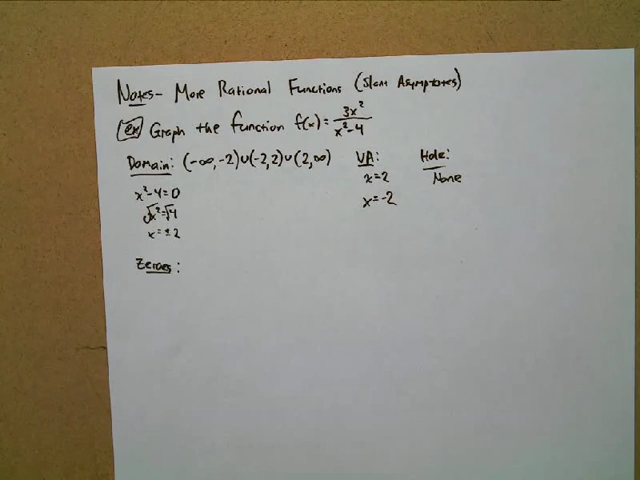 Notes- More Rational Functions (Slant Asymptotes)
(ex) Graph the function f(x)= 3x²/x²-4
Domain: (-∞,-2)∪(-2,2)∪(2,∞) VA: Hole:
x²-4=0 x=2 None
√x²=√4 x=-2
x=±2
Zeroes: